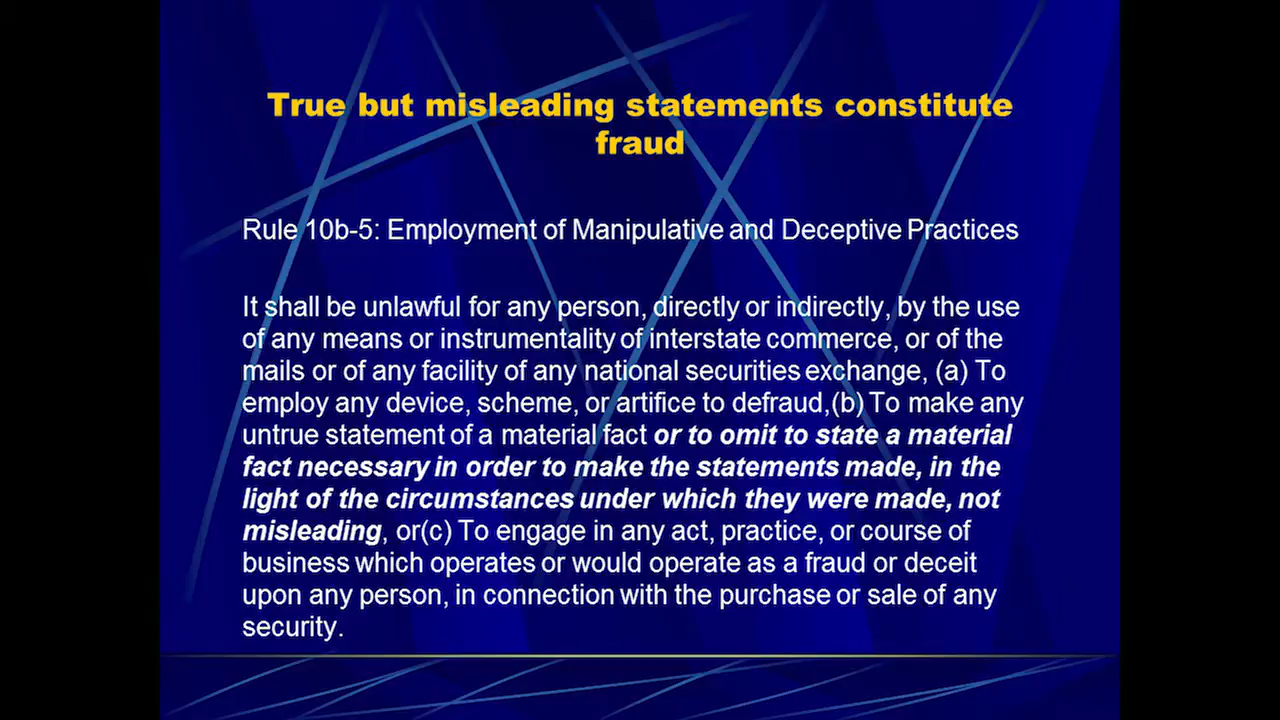 True but misleading statements constitute
fraud
Rule 10b-5: Employment of Manipulative and Deceptive Practices
It shall be unlawful for any person, directly or indirectly, by the use
of any means or instrumentality of interstate commerce, or of the
mails or of any facility of any national securities exchange, (a) To
employ any device, scheme, or artifice to defraud,(b) To make any
untrue statement of a material fact or to omit to state a material
fact necessary in order to make the statements made, in the
light of the circumstances under which they were made, not
misleading, or(c) To engage in any act, practice, or course of
business which operates or would operate as a fraud or deceit
upon any person, in connection with the purchase or sale of any
security.